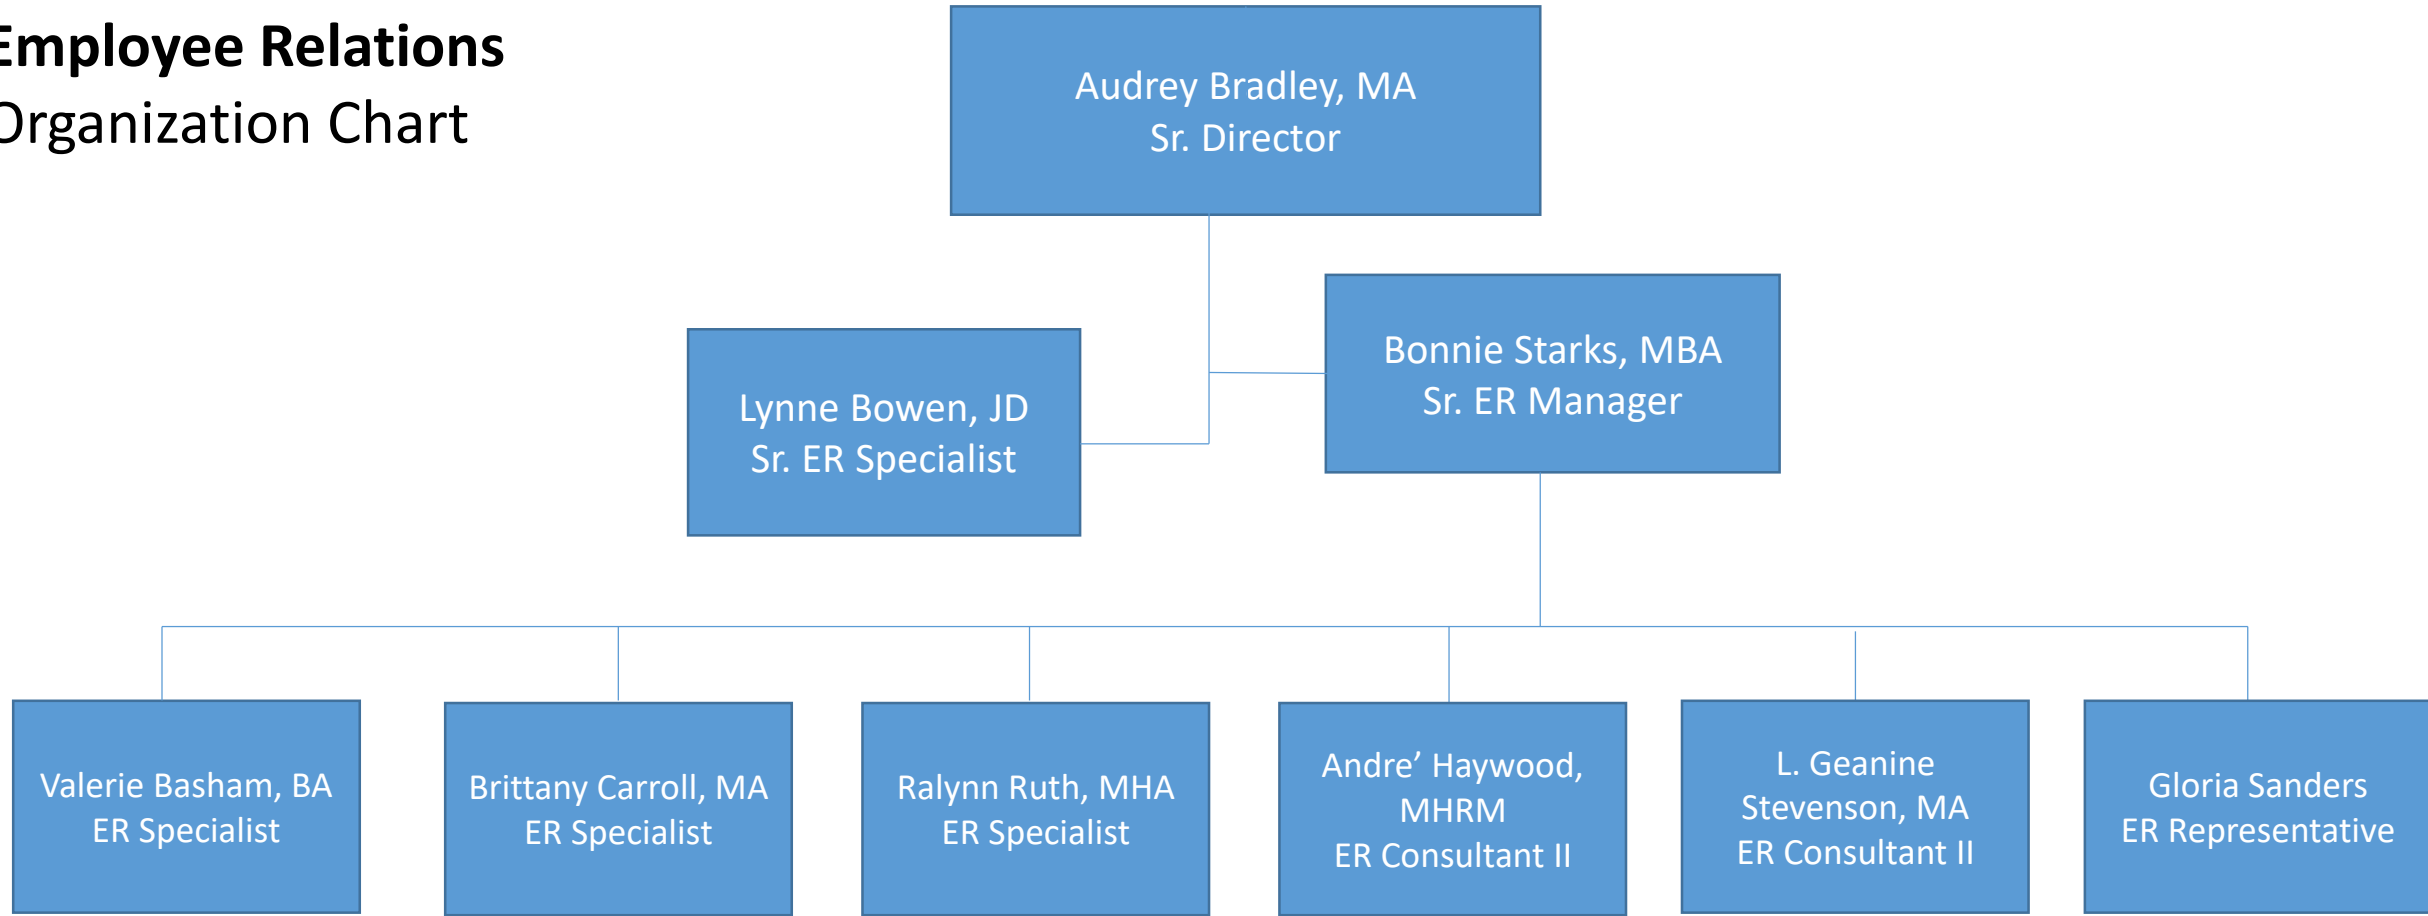 Employee Relations
Organization Chart
Audrey Bradley, MA
Sr. Director
Bonnie Starks, MBA
Sr. ER Manager
Lynne Bowen, JD
Sr. ER Specialist
Valerie Basham, BA
ER Specialist
Brittany Carroll, MA
ER Specialist
Ralynn Ruth, MHA
ER Specialist
Andre’ Haywood,
MHRM
ER Consultant II
L. Geanine
Stevenson, MA
ER Consultant II
Gloria Sanders
ER Representative